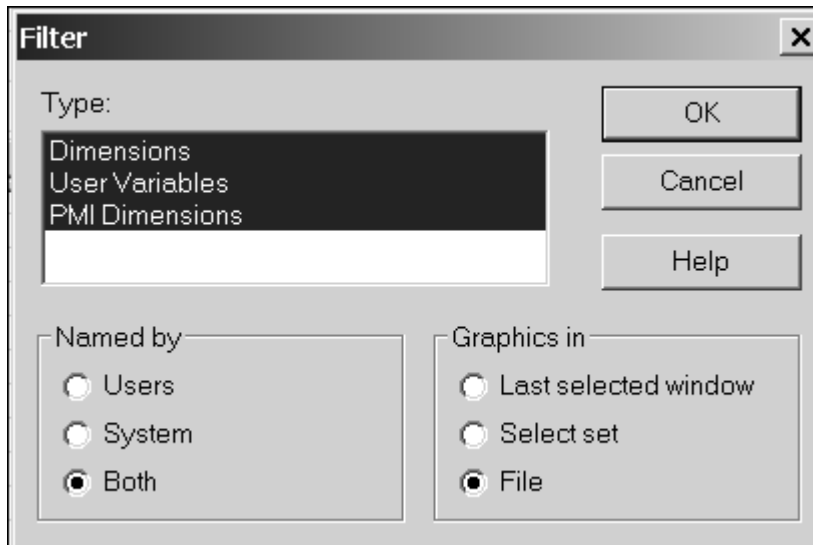 Filter
Type:
Dimensions
User Variables
PMI Dimensions
OK
Cancel
Help
Named by
Users
System
Both
Graphics in
Last selected window
Select set
File